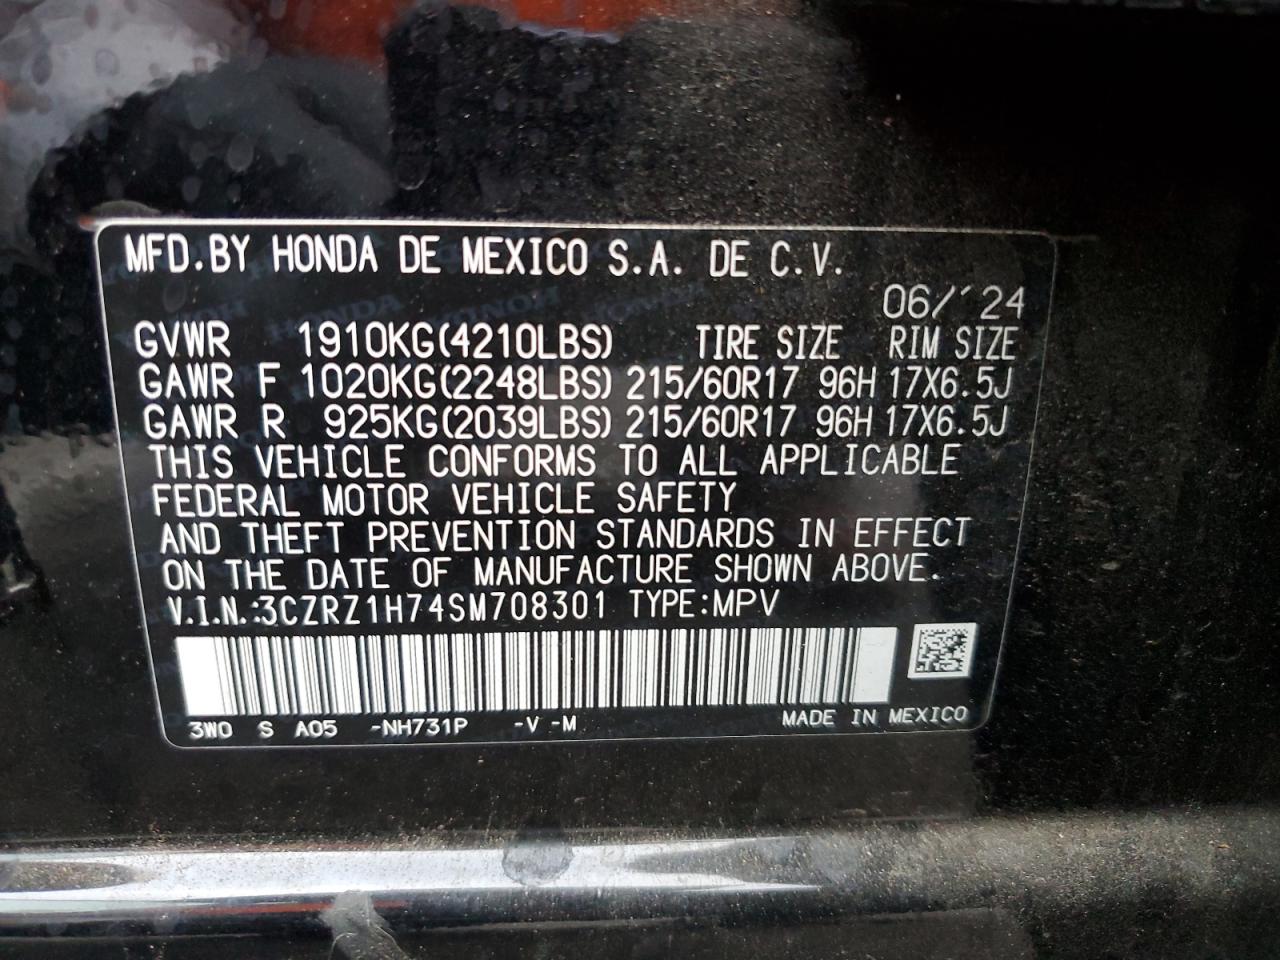 MFD.BY HONDA DE MEXICO S.A. DE C.V.
06/´24
GVWR 1910KG(4210LBS) TIRE SIZE RIM SIZE
GAWR F 1020KG(2248LBS) 215/60R17 96H 17X6.5J
GAWR R 925KG(2039LBS) 215/60R17 96H 17X6.5J
THIS VEHICLE CONFORMS TO ALL APPLICABLE
FEDERAL MOTOR VEHICLE SAFETY
AND THEFT PREVENTION STANDARDS IN EFFECT
ON THE DATE OF MANUFACTURE SHOWN ABOVE.
V.I.N.:3CZRZ1H74SM708301 TYPE:MPV
3W0 S A05 -NH731P -V -M MADE IN MEXICO